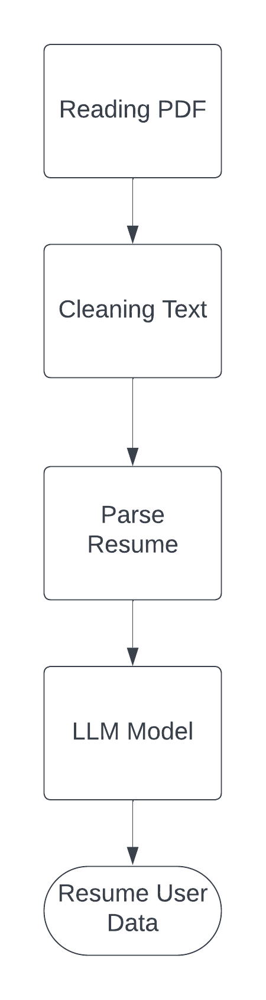 Reading PDF
Cleaning Text
Parse
Resume
LLM Model
Resume User
Data